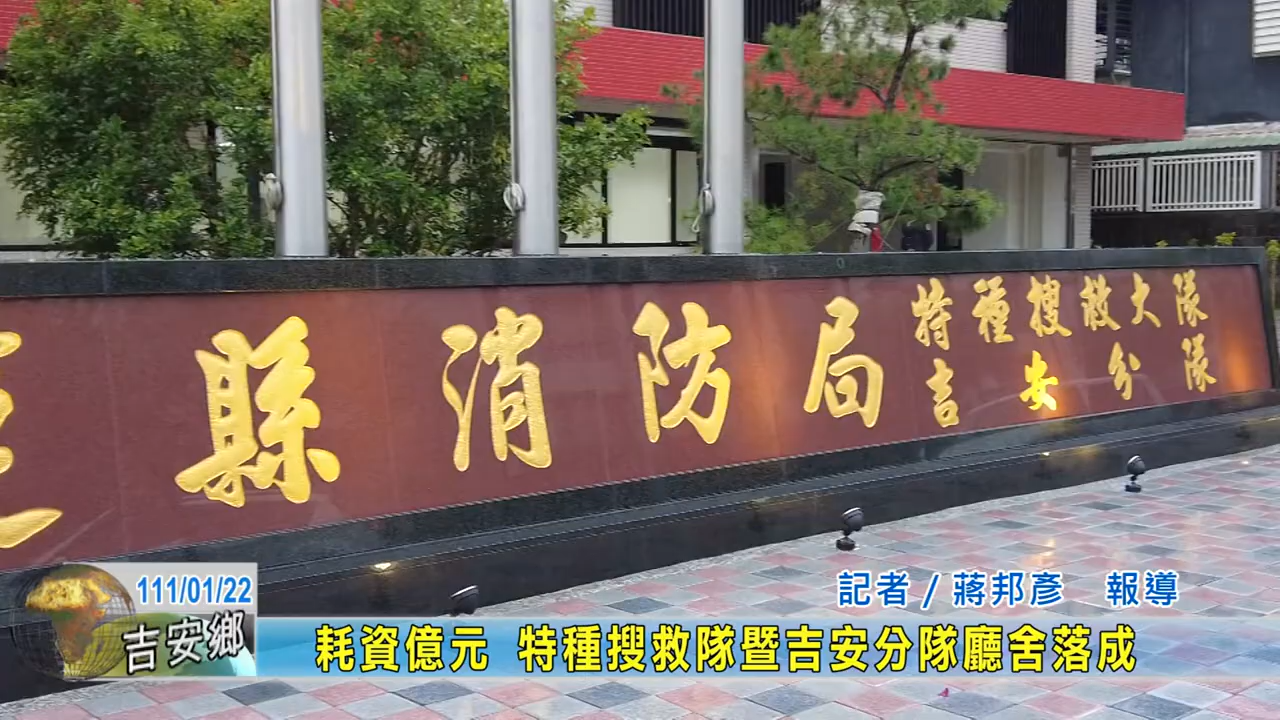 縣消防局
特種搜救大隊
吉安分隊
111/01/22
吉安鄉
記者/蔣邦彥 報導
耗資億元 特種搜救隊暨吉安分隊廳舍落成